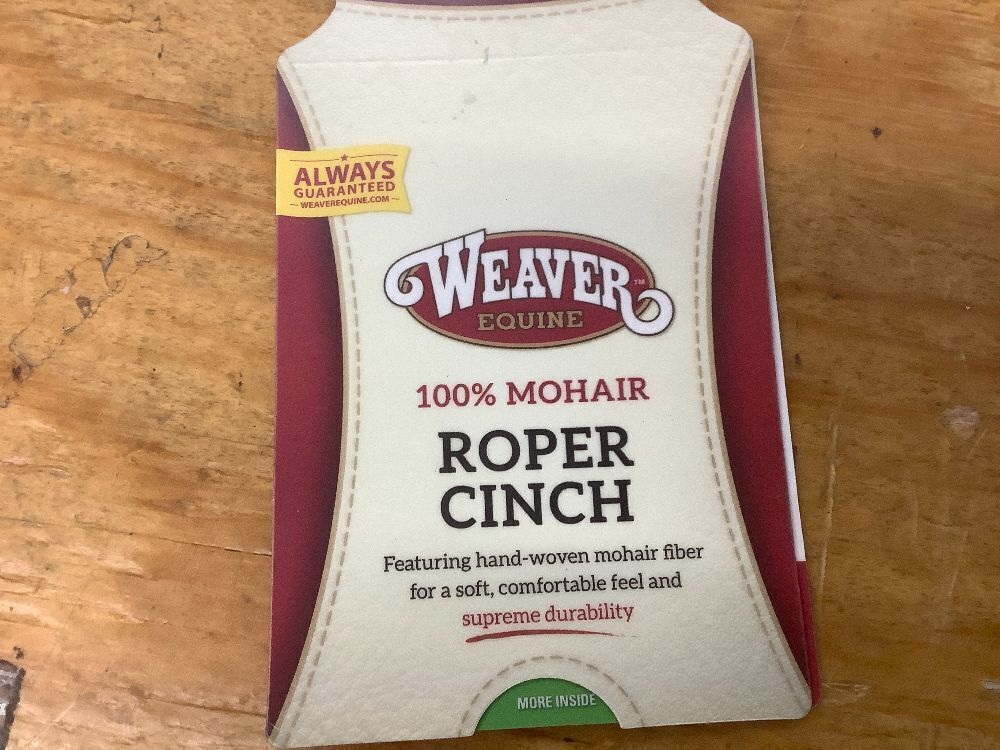 ALWAYS
GUARANTEED
WEAVEREQUINE.COM
WEAVER™
EQUINE
100% MOHAIR
ROPER
CINCH
Featuring hand-woven mohair fiber
for a soft, comfortable feel and
supreme durability
MORE INSIDE